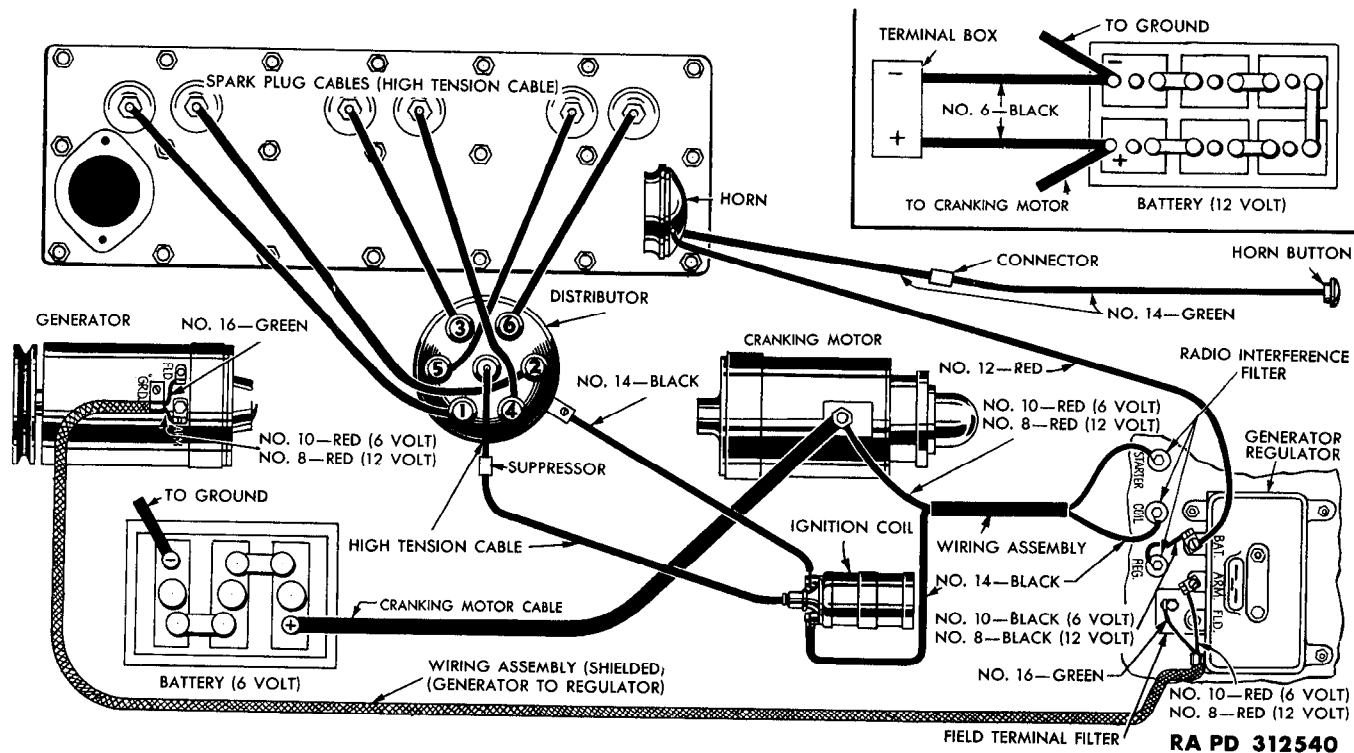 TO GROUND
TERMINAL BOX
−
NO. 6—BLACK
+
−
+
TO CRANKING MOTOR
BATTERY (12 VOLT)
SPARK PLUG CABLES (HIGH TENSION CABLE)
HORN
CONNECTOR
HORN BUTTON
NO. 14—GREEN
DISTRIBUTOR
3
6
5
2
1
4
GENERATOR
NO. 16—GREEN
FLD.
GRD.
ARM.
NO. 10—RED (6 VOLT)
NO. 8—RED (12 VOLT)
NO. 14—BLACK
CRANKING MOTOR
NO. 12—RED
RADIO INTERFERENCE
FILTER
NO. 10—RED (6 VOLT)
NO. 8—RED (12 VOLT)
GENERATOR
REGULATOR
SUPPRESSOR
TO GROUND
−
+
HIGH TENSION CABLE
IGNITION COIL
WIRING ASSEMBLY
STARTER
COIL
REG.
BAT.
ARM.
FLD.
NO. 14—BLACK
CRANKING MOTOR CABLE
NO. 10—BLACK (6 VOLT)
NO. 8—BLACK (12 VOLT)
NO. 16—GREEN
BATTERY (6 VOLT)
WIRING ASSEMBLY (SHIELDED)
(GENERATOR TO REGULATOR)
NO. 10—RED (6 VOLT)
NO. 8—RED (12 VOLT)
FIELD TERMINAL FILTER
RA PD 312540